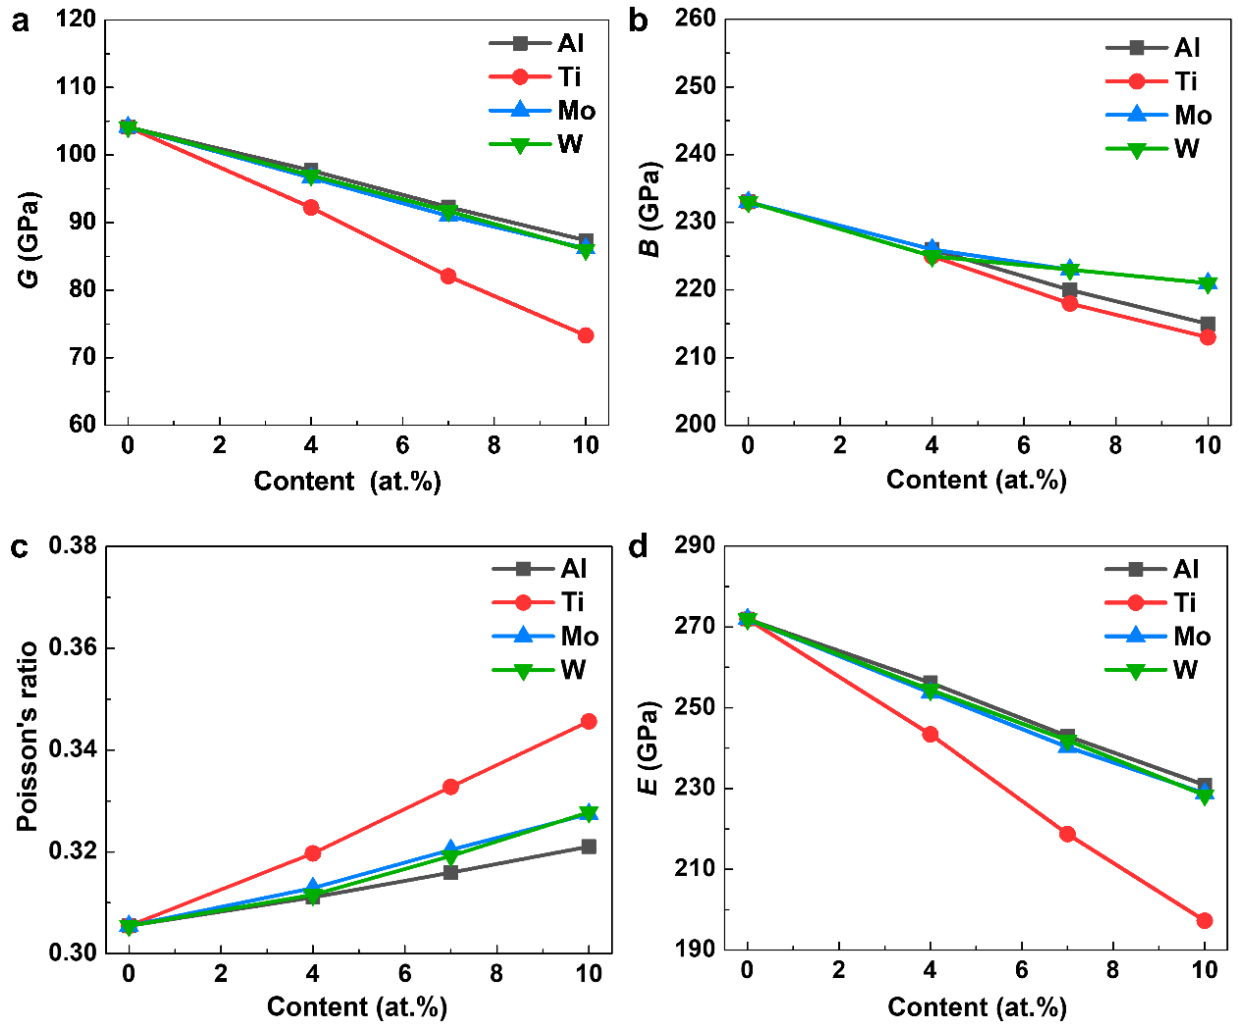 a
120
110
100
90
80
70
60
G (GPa)
0 2 4 6 8 10
Content (at.%)
Al
Ti
Mo
W
b
260
250
240
230
220
210
200
B (GPa)
0 2 4 6 8 10
Content (at.%)
Al
Ti
Mo
W
c
0.38
0.36
0.34
0.32
0.30
Poisson's ratio
0 2 4 6 8 10
Content (at.%)
Al
Ti
Mo
W
d
290
270
250
230
210
190
E (GPa)
0 2 4 6 8 10
Content (at.%)
Al
Ti
Mo
W